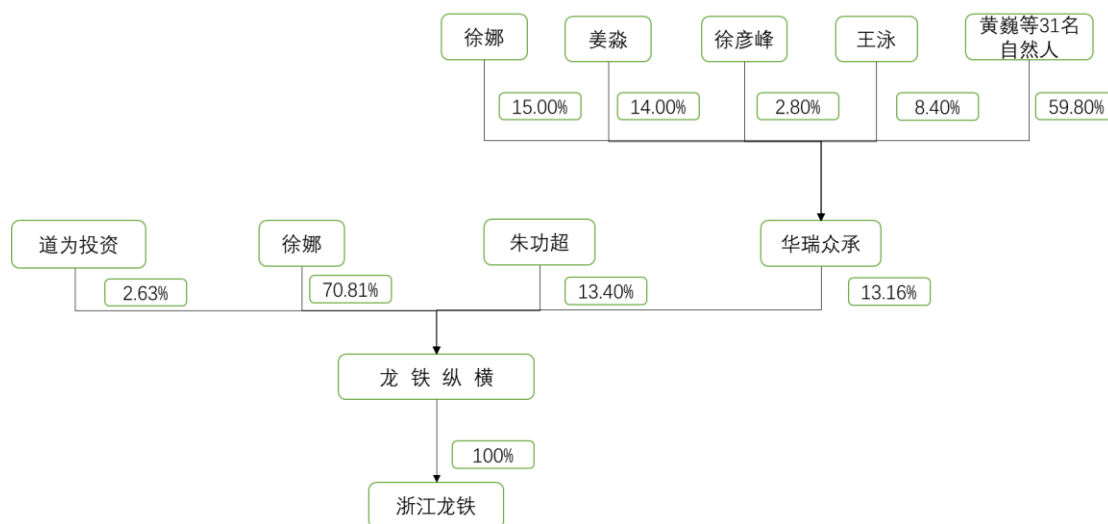 徐娜
姜淼
徐彦峰
王泳
黄巍等31名
自然人
15.00%
14.00%
2.80%
8.40%
59.80%
道为投资
徐娜
朱功超
华瑞众承
2.63%
70.81%
13.40%
13.16%
龙 铁 纵 横
100%
浙江龙铁